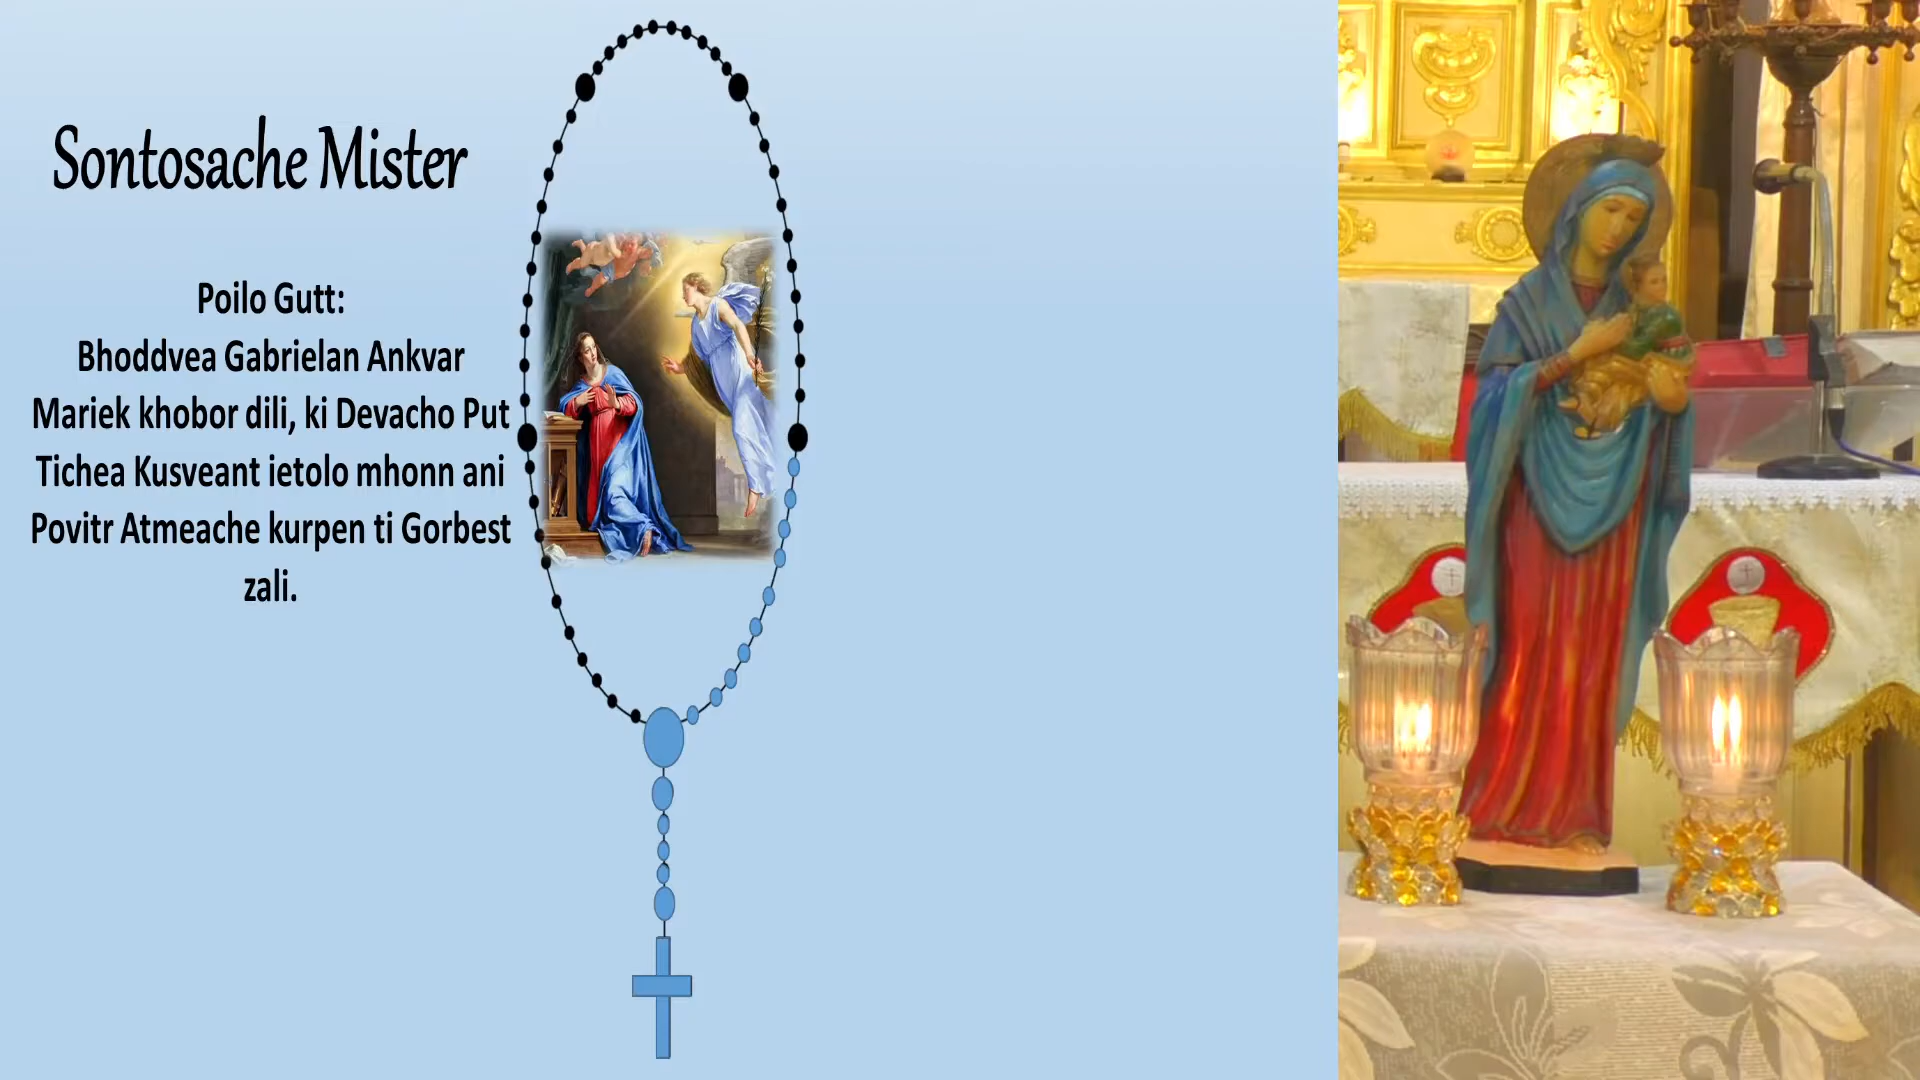 Sontosache Mister
Poilo Gutt:
Bhoddvea Gabrielan Ankvar
Mariek khobor dili, ki Devacho Put
Tichea Kusveant ietolo mhonn ani
Povitr Atmeache kurpen ti Gorbest
zali.